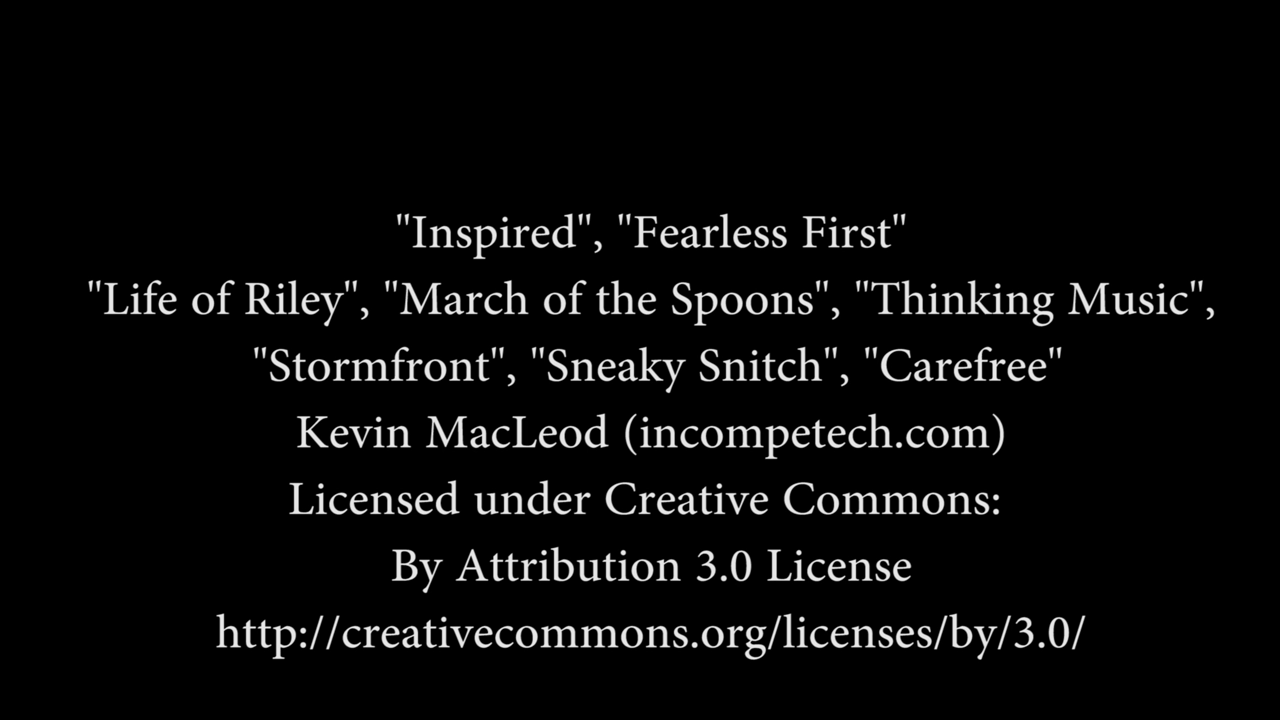 "Inspired", "Fearless First"
"Life of Riley", "March of the Spoons", "Thinking Music",
"Stormfront", "Sneaky Snitch", "Carefree"
Kevin MacLeod (incompetech.com)
Licensed under Creative Commons:
By Attribution 3.0 License
http://creativecommons.org/licenses/by/3.0/